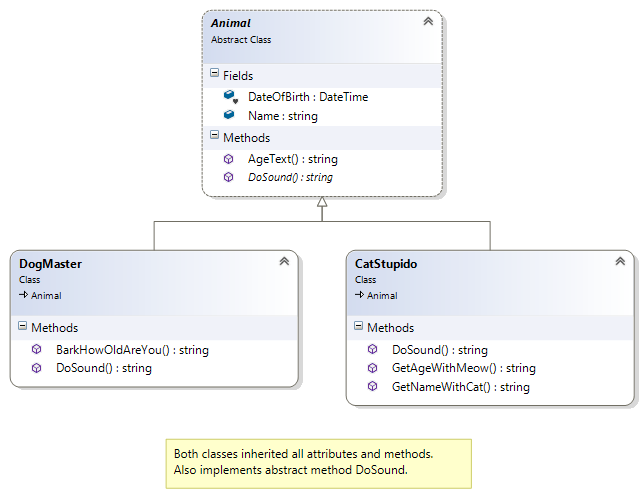 Animal
Abstract Class
Fields
DateOfBirth : DateTime
Name : string
Methods
AgeText() : string
DoSound() : string
DogMaster
Class
Animal
Methods
BarkHowOldAreYou() : string
DoSound() : string
CatStupido
Class
Animal
Methods
DoSound() : string
GetAgeWithMeow() : string
GetNameWithCat() : string
Both classes inherited all attributes and methods.
Also implements abstract method DoSound.